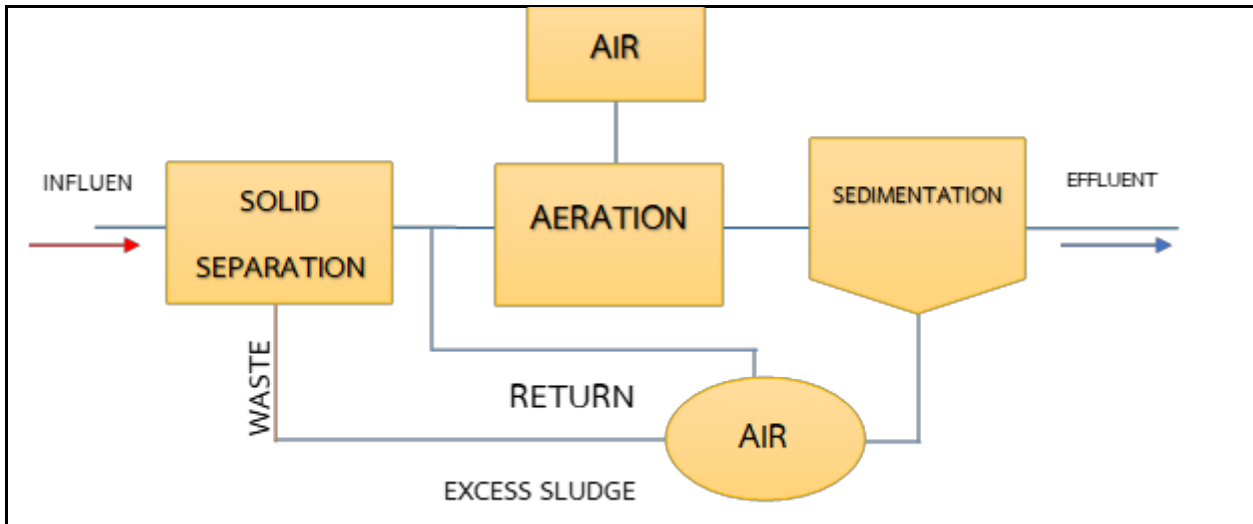 AIR
INFLUEN
SOLID
SEPARATION
AERATION
SEDIMENTATION
EFFLUENT
WASTE
RETURN
AIR
EXCESS SLUDGE